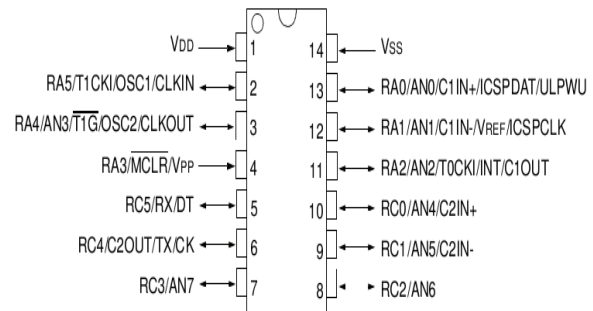 VDD 1 14 VSS
RA5/T1CKI/OSC1/CLKIN 2 13 RA0/AN0/C1IN+/ICSPDAT/ULPWU
RA4/AN3/T1G/OSC2/CLKOUT 3 12 RA1/AN1/C1IN-/VREF/ICSPCLK
RA3/MCLR/VPP 4 11 RA2/AN2/T0CKI/INT/C1OUT
RC5/RX/DT 5 10 RC0/AN4/C2IN+
RC4/C2OUT/TX/CK 6 9 RC1/AN5/C2IN-
RC3/AN7 7 8 RC2/AN6